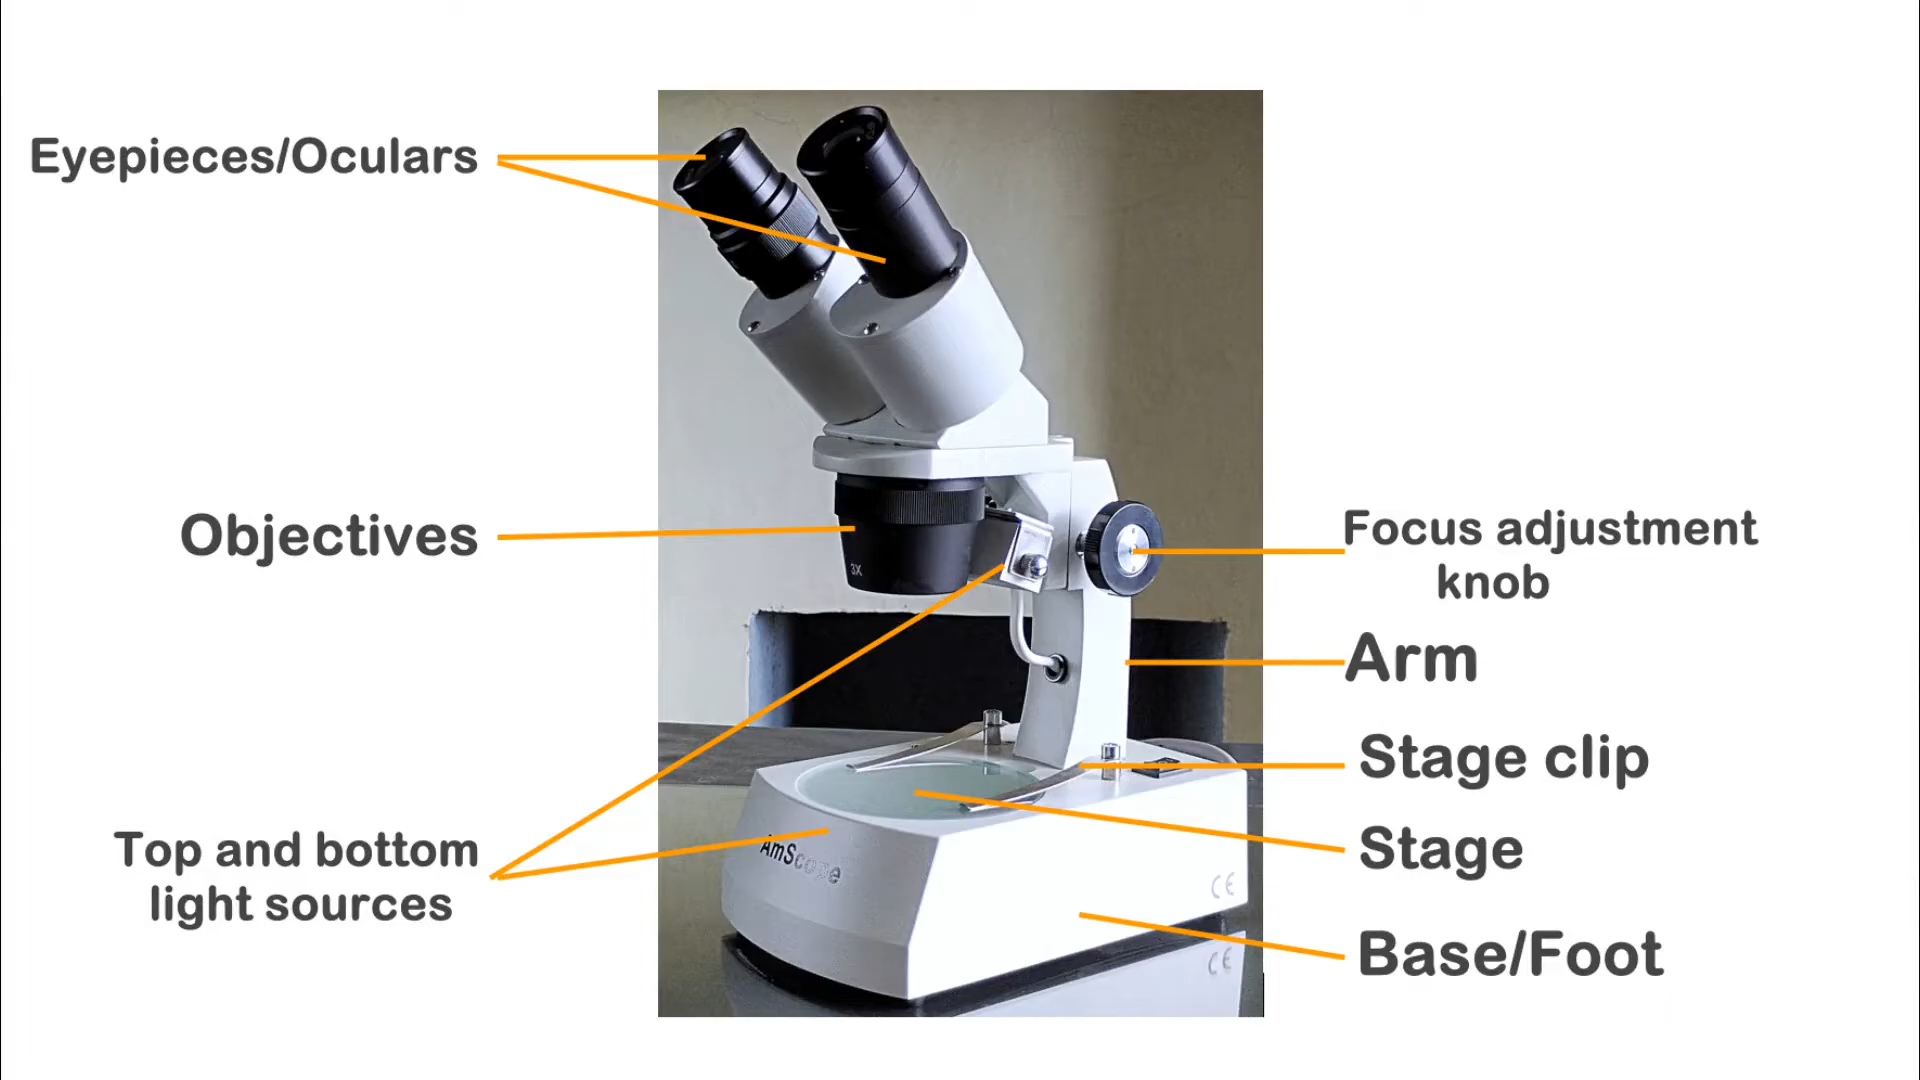 Eyepieces/Oculars
Objectives
3X
Top and bottom
light sources
Focus adjustment
knob
Arm
Stage clip
Stage
Base/Foot
AmScope
CE
CE